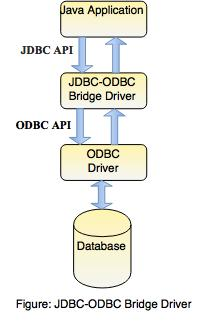 Java Application
JDBC API
JDBC-ODBC
Bridge Driver
ODBC API
ODBC
Driver
Database
Figure: JDBC-ODBC Bridge Driver